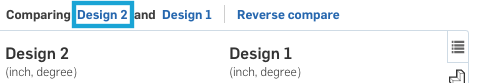 Comparing Design 2 and Design 1 Reverse compare
Design 2 Design 1
(inch, degree) (inch, degree)